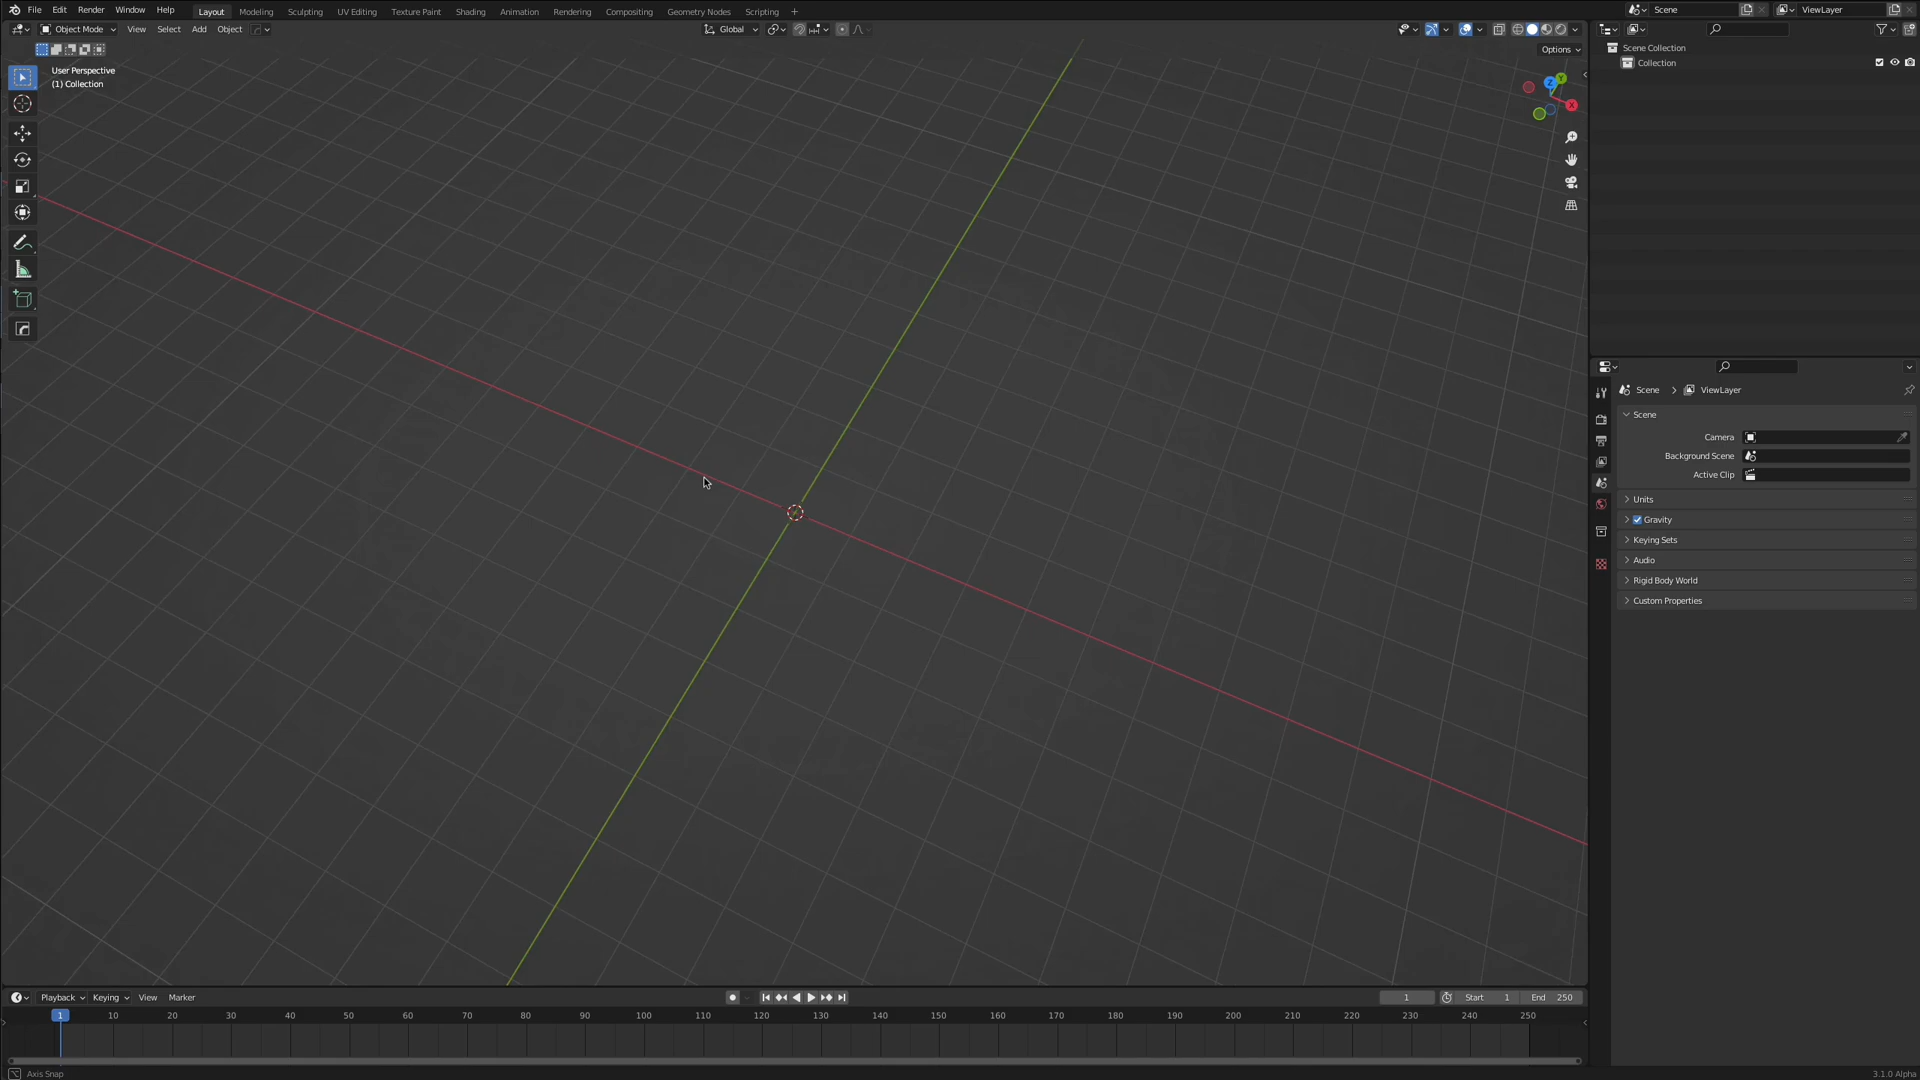 File Edit Render Window Help Layout Modeling Sculpting UV Editing Texture Paint Shading Animation Rendering Compositing Geometry Nodes Scripting + Scene ViewLayer
Object Mode View Select Add Object Global
Options
User Perspective
(1) Collection
Z Y X
Scene Collection
Collection
Scene > ViewLayer
Scene
Camera
Background Scene
Active Clip
Units
Gravity
Keying Sets
Audio
Rigid Body World
Custom Properties
Playback Keying View Marker 1 Start 1 End 250
1 10 20 30 40 50 60 70 80 90 100 110 120 130 140 150 160 170 180 190 200 210 220 230 240 250
Axis Snap 3.1.0 Alpha